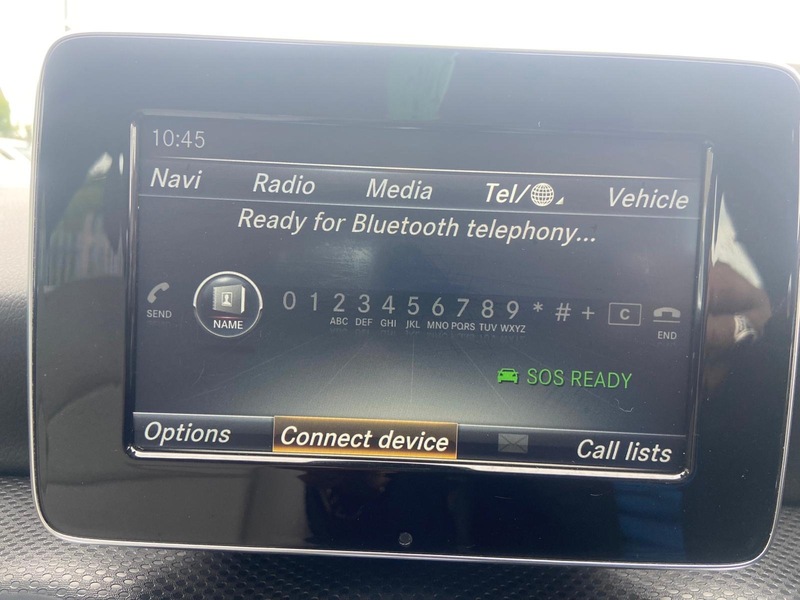 10:45
Navi Radio Media Tel/ Vehicle
Ready for Bluetooth telephony...
SEND NAME 0 1 2 3 4 5 6 7 8 9 * # + C END
ABC DEF GHI JKL MNO PQRS TUV WXYZ
SOS READY
Options Connect device Call lists